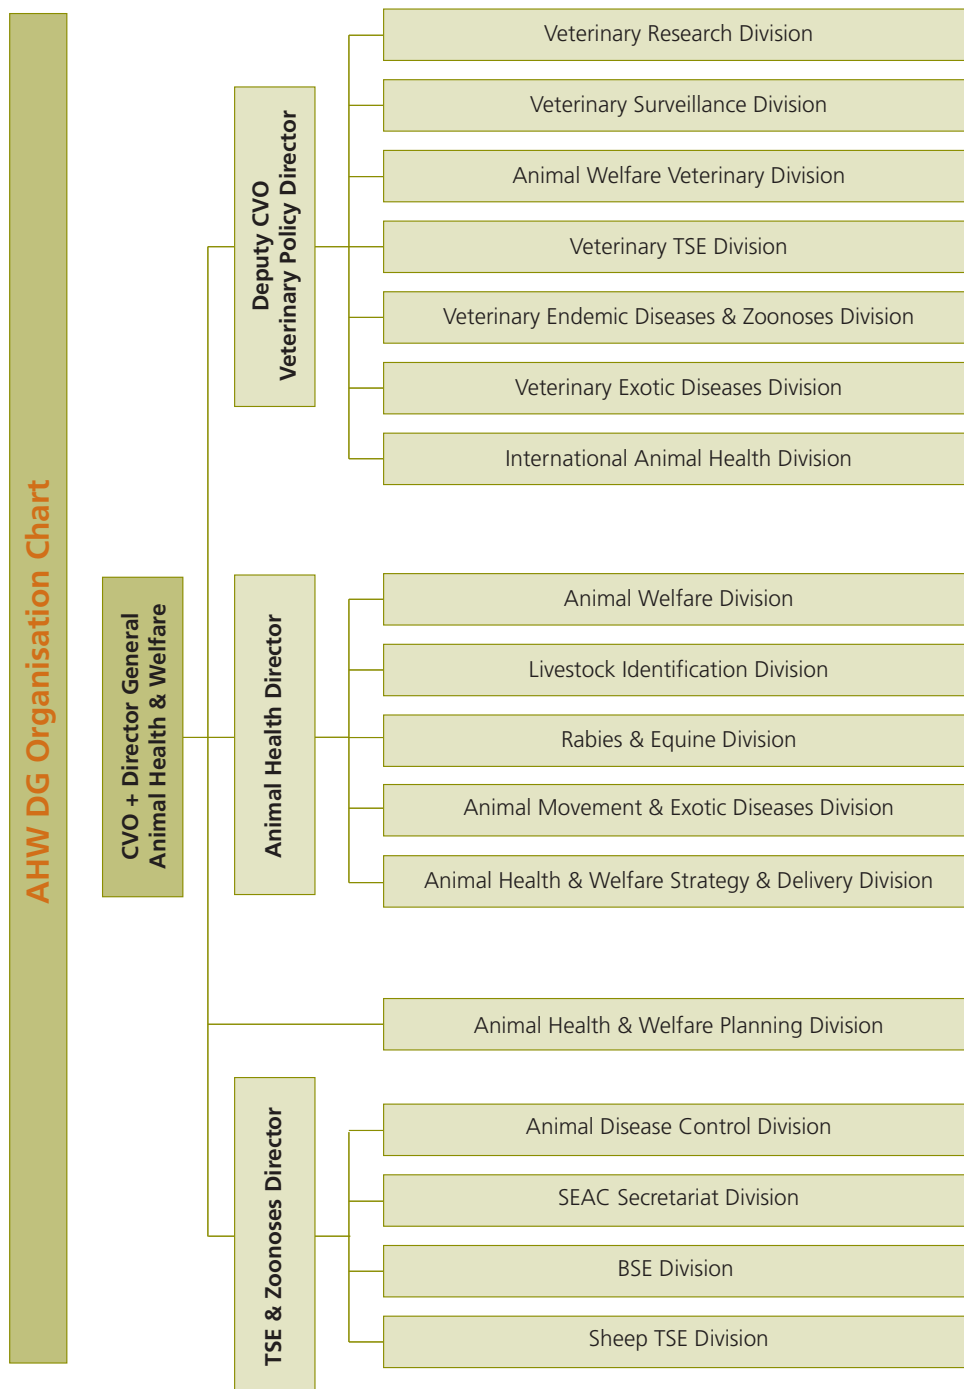 AHW DG Organisation Chart
CVO + Director General
Animal Health & Welfare
Deputy CVO
Veterinary Policy Director
Veterinary Research Division
Veterinary Surveillance Division
Animal Welfare Veterinary Division
Veterinary TSE Division
Veterinary Endemic Diseases & Zoonoses Division
Veterinary Exotic Diseases Division
International Animal Health Division
Animal Health Director
Animal Welfare Division
Livestock Identification Division
Rabies & Equine Division
Animal Movement & Exotic Diseases Division
Animal Health & Welfare Strategy & Delivery Division
Animal Health & Welfare Planning Division
TSE & Zoonoses Director
Animal Disease Control Division
SEAC Secretariat Division
BSE Division
Sheep TSE Division